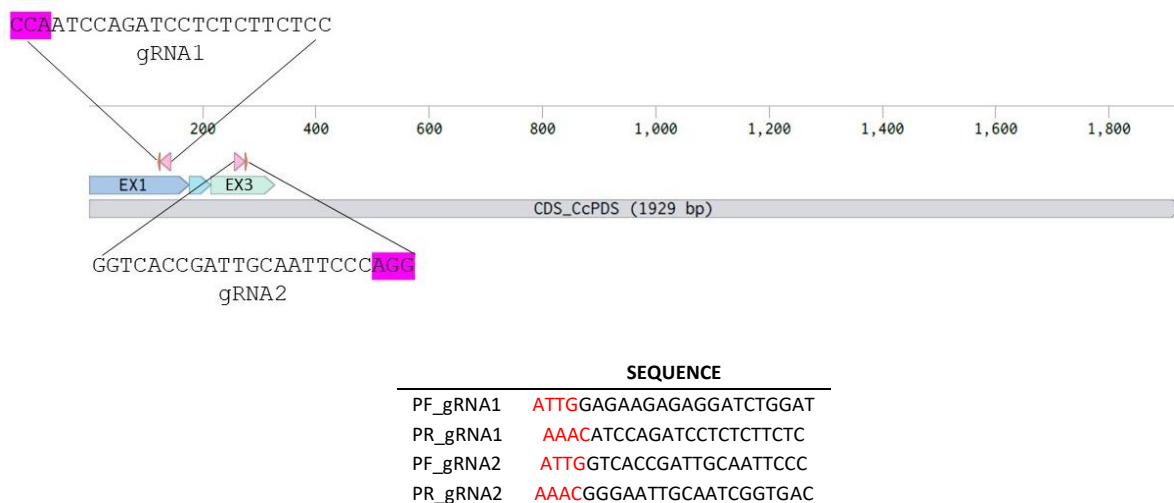 CCAATCCAGATCCTCTCTTCTCC
gRNA1
200 400 600 800 1,000 1,200 1,400 1,600 1,800
EX1 EX3
CDS_CcPDS (1929 bp)
GGTCACCGATTGCAATTCCCAGG
gRNA2
SEQUENCE
PF_gRNA1 ATTGGAGAAGAGAGGATCTGGAT
PR_gRNA1 AAACATCCAGATCCTCTCTTCTC
PF_gRNA2 ATTGGTCACCGATTGCAATTCCC
PR_gRNA2 AAACGGGAATTGCAATCGGTGAC